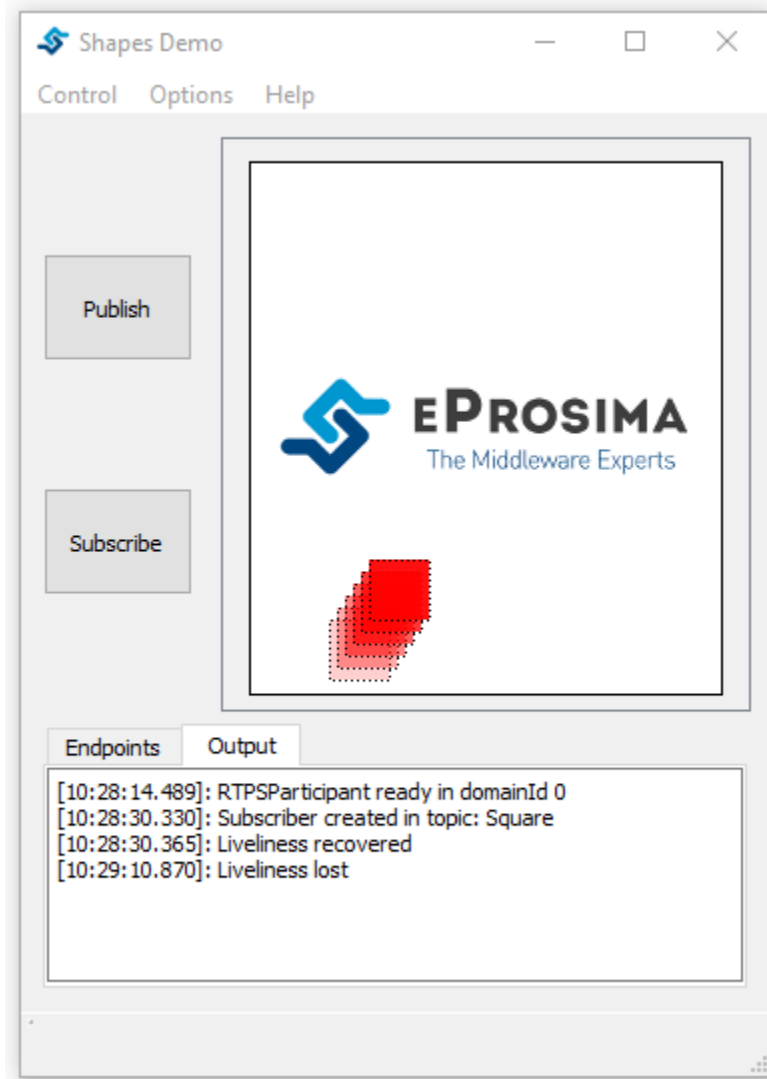 Shapes Demo
Control Options Help
Publish
EPROSIMA
The Middleware Experts
Subscribe
Endpoints Output
[10:28:14.489]: RTPSParticipant ready in domainId 0
[10:28:30.330]: Subscriber created in topic: Square
[10:28:30.365]: Liveliness recovered
[10:29:10.870]: Liveliness lost